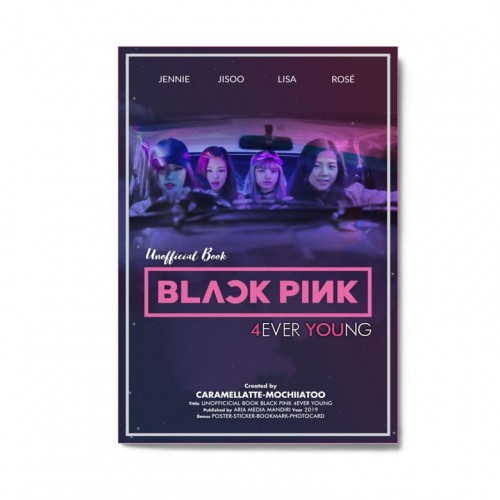 JENNIE JISOO LISA ROSÉ
Unofficial Book
BLACK PINK
4EVER YOUNG
Created by
CARAMELLATTE-MOCHIIATOO
Title UNOFFICICIAL BOOK BLACK PINK 4EVER YOUNG
Published by ARIA MEDIA MANDIRI Year 2019
Bonus POSTER-STICKER-BOOKMARK-PHOTOCARD